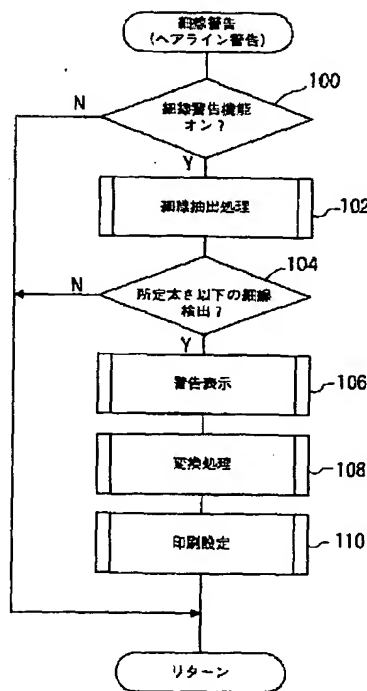 細線警告
(ヘアライン警告)
100
N
細線警告機能
オン?
Y
細線抽出処理
102
104
N
所定太さ以下の細線
検出?
Y
警告表示
106
変換処理
108
印刷設定
110
リターン